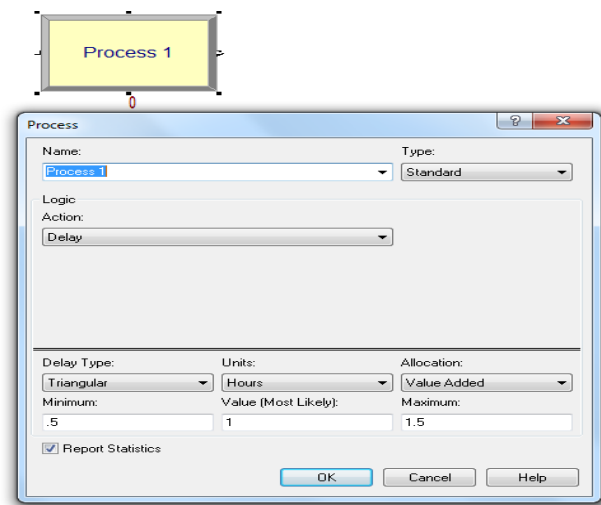 Process 1
0
Process
Name: Type:
Process 1 Standard
Logic
Action:
Delay
Delay Type: Units: Allocation:
Triangular Hours Value Added
Minimum: Value (Most Likely): Maximum:
.5 1 1.5
Report Statistics
OK Cancel Help